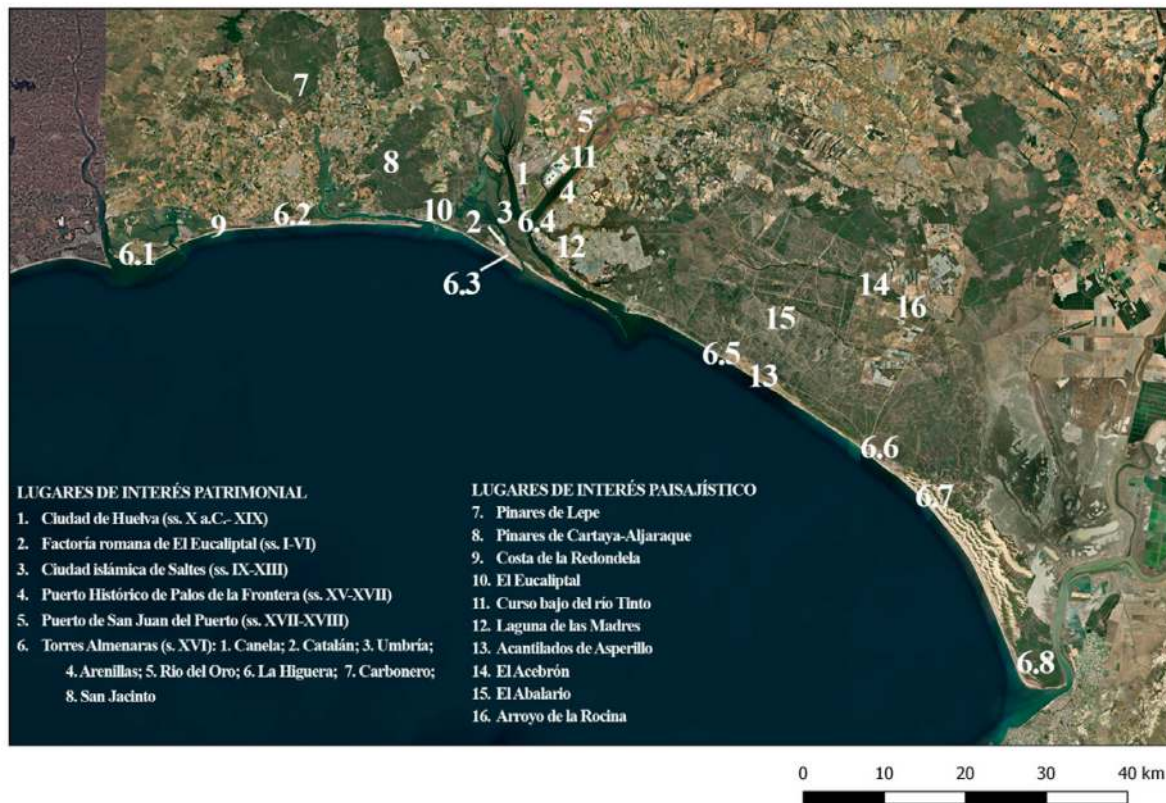 7
5
8
11
1
4
9
6.2
10
2
3
6.4
6.1
12
6.3
14
16
15
6.5
13
6.6
6.7
6.8
LUGARES DE INTERÉS PATRIMONIAL
1. Ciudad de Huelva (ss. X a.C.- XIX)
2. Factoría romana de El Eucaliptal (ss. I-VI)
3. Ciudad islámica de Saltes (ss. IX-XIII)
4. Puerto Histórico de Palos de la Frontera (ss. XV-XVII)
5. Puerto de San Juan del Puerto (ss. XVII-XVIII)
6. Torres Almenaras (s. XVI): 1. Canela; 2. Catalán; 3. Umbría;
4. Arenillas; 5. Rio del Oro; 6. La Higuera; 7. Carbonero;
8. San Jacinto
LUGARES DE INTERÉS PAISAJÍSTICO
7. Pinares de Lepe
8. Pinares de Cartaya-Aljaraque
9. Costa de la Redondela
10. El Eucaliptal
11. Curso bajo del río Tinto
12. Laguna de las Madres
13. Acantilados de Asperillo
14. El Acebrón
15. El Abalario
16. Arroyo de la Rocina
0 10 20 30 40 km